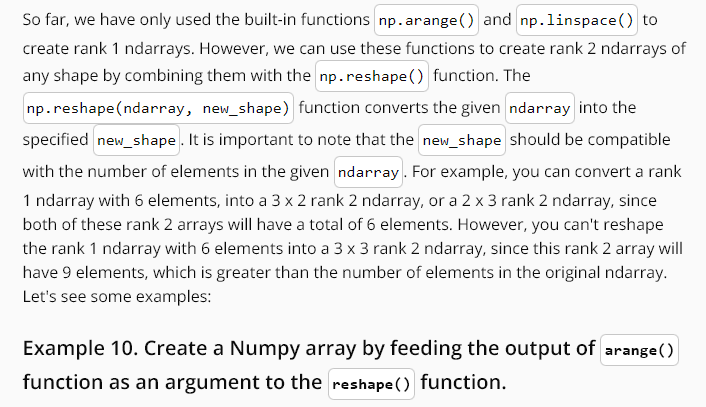 So far, we have only used the built-in functions np.arange() and np.linspace() to
create rank 1 ndarrays. However, we can use these functions to create rank 2 ndarrays of
any shape by combining them with the np.reshape() function. The
np.reshape(ndarray, new_shape) function converts the given ndarray into the
specified new_shape. It is important to note that the new_shape should be compatible
with the number of elements in the given ndarray. For example, you can convert a rank
1 ndarray with 6 elements, into a 3 x 2 rank 2 ndarray, or a 2 x 3 rank 2 ndarray, since
both of these rank 2 arrays will have a total of 6 elements. However, you can't reshape
the rank 1 ndarray with 6 elements into a 3 x 3 rank 2 ndarray, since this rank 2 array will
have 9 elements, which is greater than the number of elements in the original ndarray.
Let's see some examples:
Example 10. Create a Numpy array by feeding the output of arange()
function as an argument to the reshape() function.